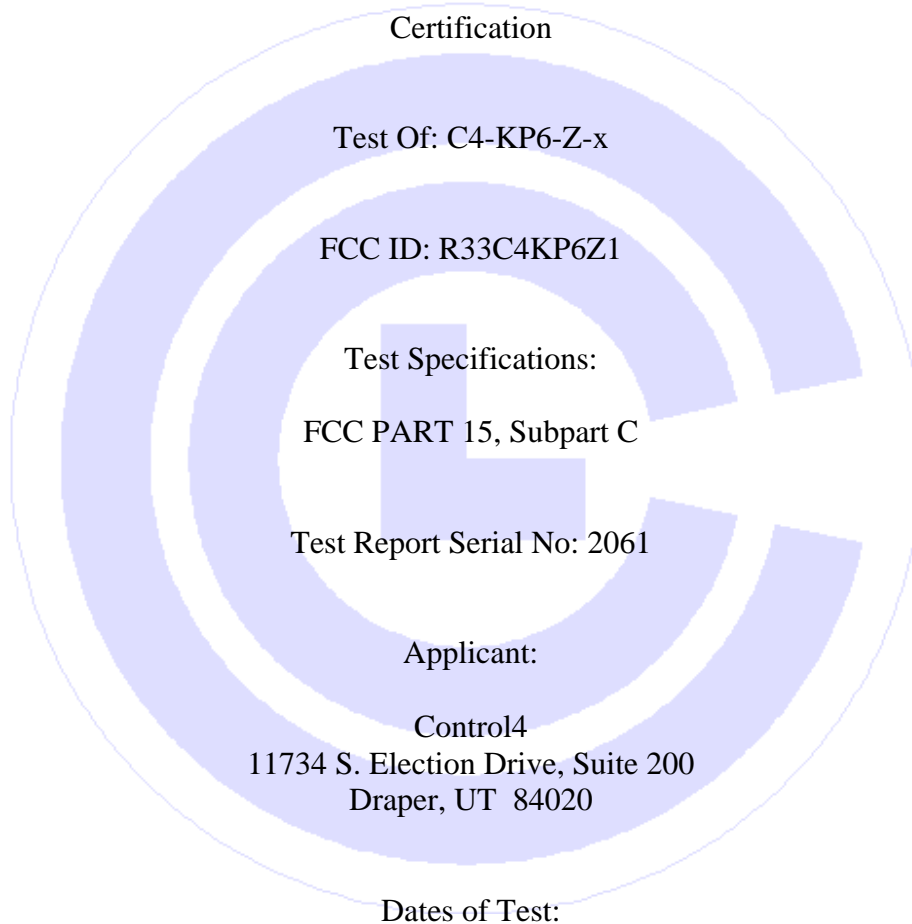 Certification
Test Of: C4-KP6-Z-x
FCC ID: R33C4KP6Z1
Test Specifications:
FCC PART 15, Subpart C
Test Report Serial No: 2061
Applicant:
Control4
11734 S. Election Drive, Suite 200
Draper, UT  84020
Dates of Test: